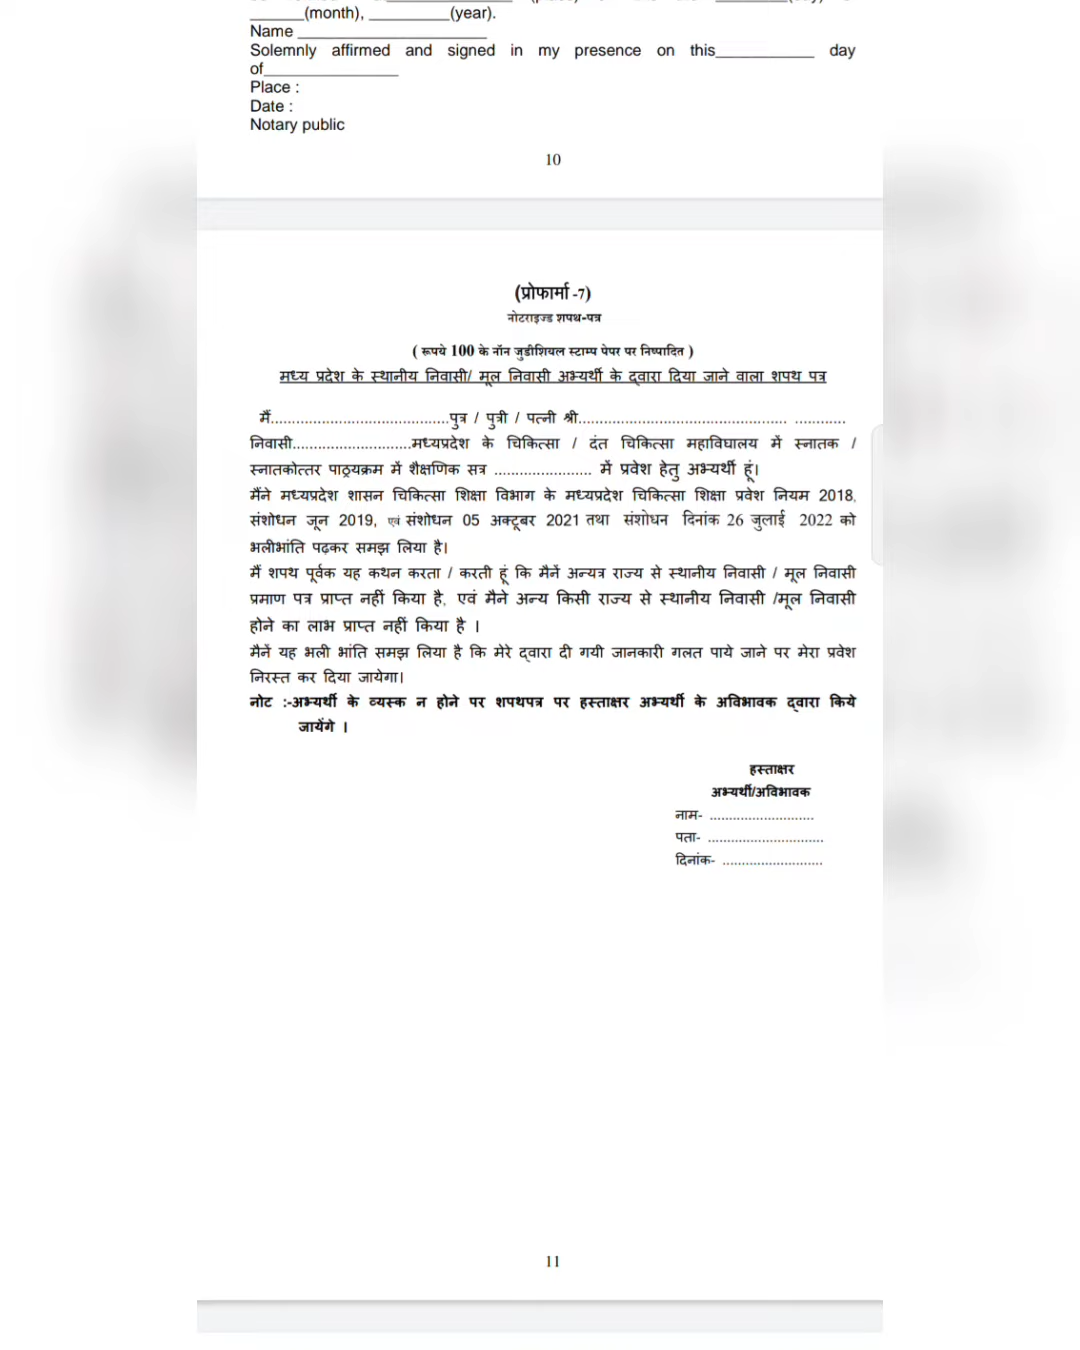 ______(month), _________(year).
Name _____________________
Solemnly affirmed and signed in my presence on this___________ day
of_______________
Place :
Date :
Notary public
10
(प्रोफार्मा -7)
नोटराइज्ड शपथ-पत्र
( रूपये 100 के नॉन जुडीशियल स्टाम्प पेपर पर निष्पादित )
मध्य प्रदेश के स्थानीय निवासी/ मूल निवासी अभ्यर्थी के द्वारा दिया जाने वाला शपथ पत्र
मैं...........................................पुत्र / पुत्री / पत्नी श्री.................................................. ............
निवासी............................मध्यप्रदेश के चिकित्सा / दंत चिकित्सा महाविघालय में स्नातक /
स्नातकोत्तर पाठ्यक्रम में शैक्षणिक सत्र ....................... में प्रवेश हेतु अभ्यर्थी हूं।
मैंने मध्यप्रदेश शासन चिकित्सा शिक्षा विभाग के मध्यप्रदेश चिकित्सा शिक्षा प्रवेश नियम 2018,
संशोधन जून 2019, एवं संशोधन 05 अक्टूबर 2021 तथा संशोधन दिनांक 26 जुलाई 2022 को
भलीभांति पढ़कर समझ लिया है।
मैं शपथ पूर्वक यह कथन करता / करती हूं कि मैनें अन्यत्र राज्य से स्थानीय निवासी / मूल निवासी
प्रमाण पत्र प्राप्त नहीं किया है, एवं मैने अन्य किसी राज्य से स्थानीय निवासी /मूल निवासी
होने का लाभ प्राप्त नहीं किया है ।
मैनें यह भली भांति समझ लिया है कि मेरे द्वारा दी गयी जानकारी गलत पाये जाने पर मेरा प्रवेश
निरस्त कर दिया जायेगा।
नोट :-अभ्यर्थी के व्यस्क न होने पर शपथपत्र पर हस्ताक्षर अभ्यर्थी के अविभावक द्वारा किये
जायेंगे ।
हस्ताक्षर
अभ्यर्थी/अविभावक
नाम- ...........................
पता- ..............................
दिनांक- ..........................
11